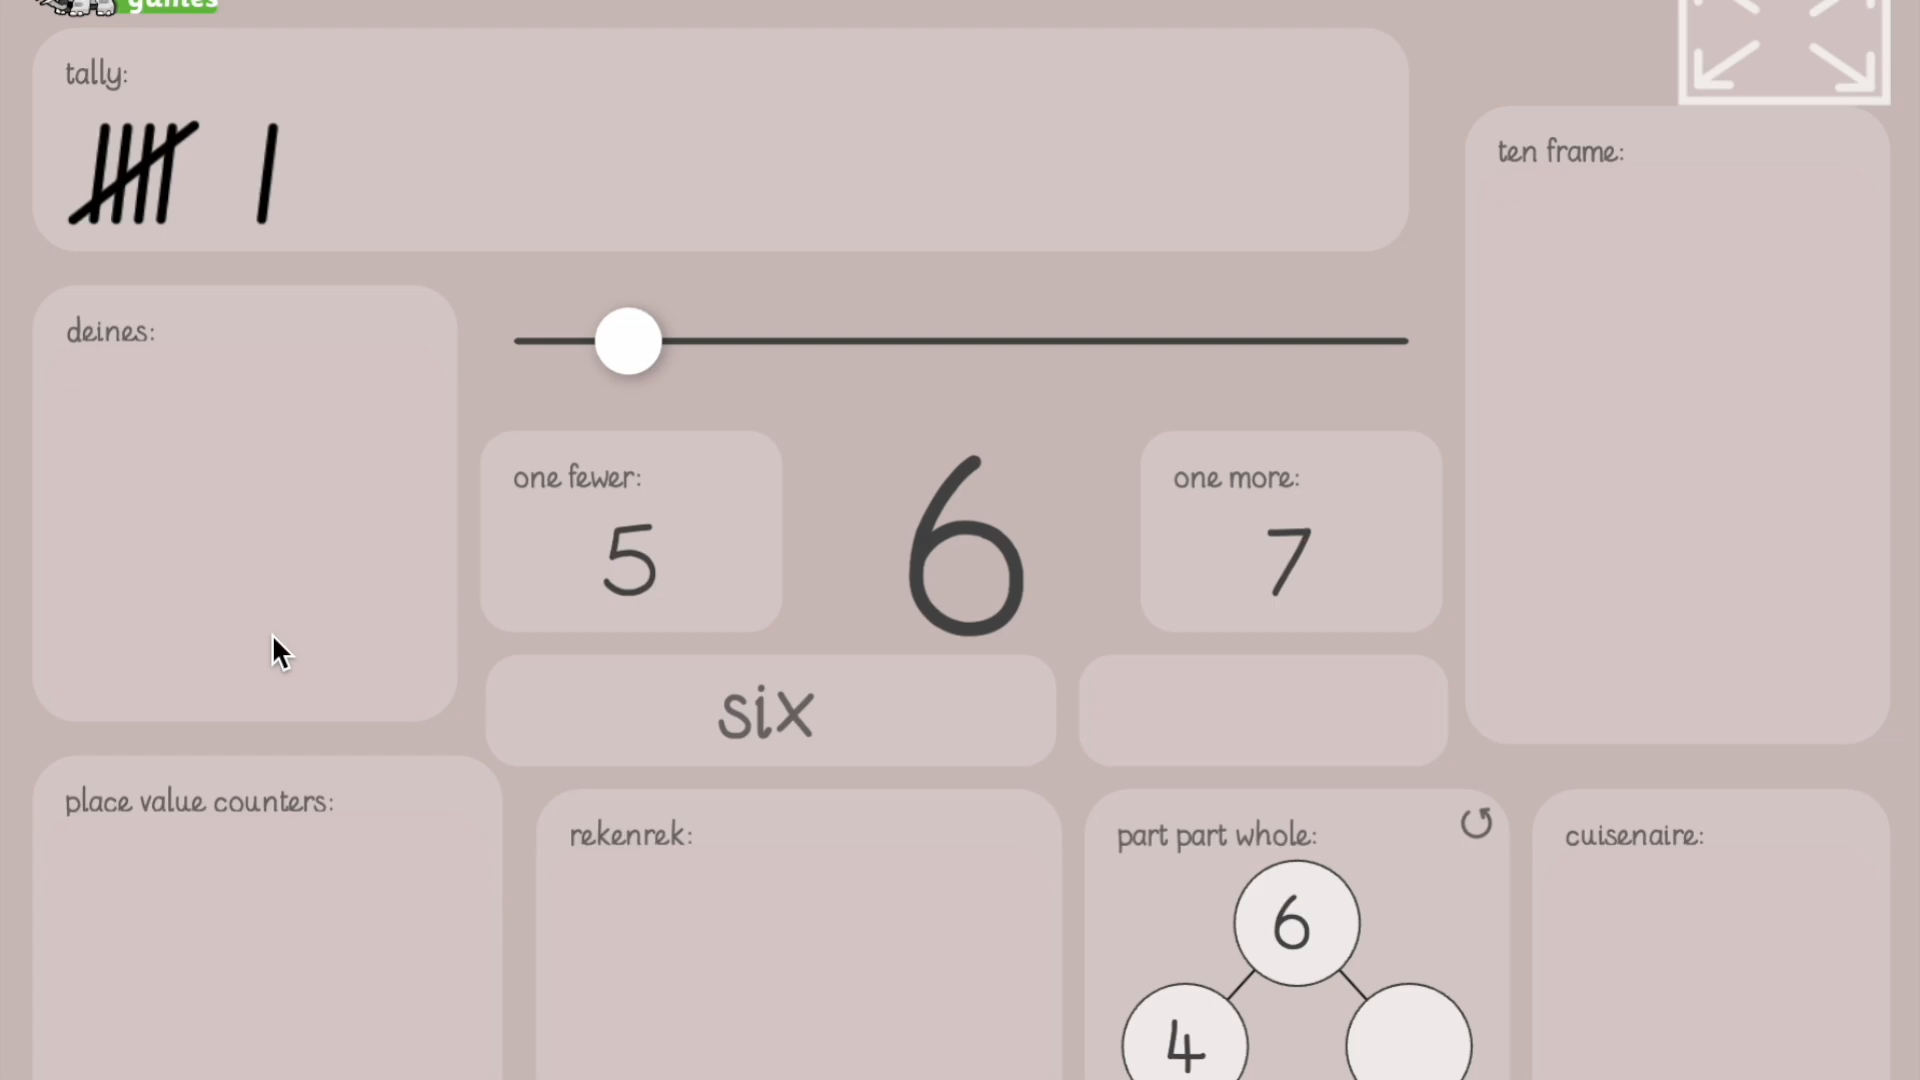 games
tally:
ten frame:
deines:
one fewer:
5
6
one more:
7
six
place value counters:
rekenrek:
part part whole:
6
4
cuisenaire: